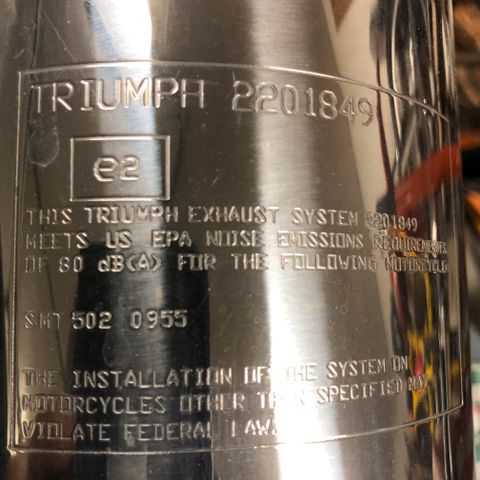 TRIUMPH 2201849
e2
THIS TRIUMPH EXHAUST SYSTEM 2201849
MEETS US EPA NOISE EMISSIONS REQUIREMENTS
OF 80 dB(A) FOR THE FOLLOWING MOTORCYCLE
SMT 502 0955
THE INSTALLATION OF THE SYSTEM ON
MOTORCYCLES OTHER THAN SPECIFIED MAY
VIOLATE FEDERAL LAW.